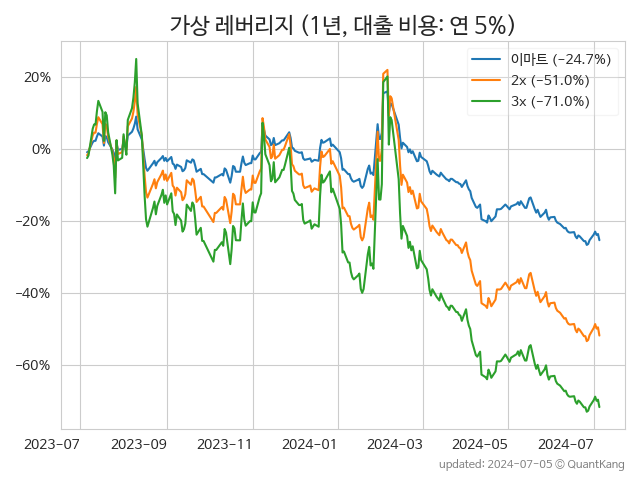 가상 레버리지 (1년, 대출 비용: 연 5%)
이마트 (−24.7%)
2x (−51.0%)
3x (−71.0%)
20%
0%
−20%
−40%
−60%
2023−07 2023−09 2023−11 2024−01 2024−03 2024−05 2024−07
updated: 2024−07−05 ⓒ QuantKang